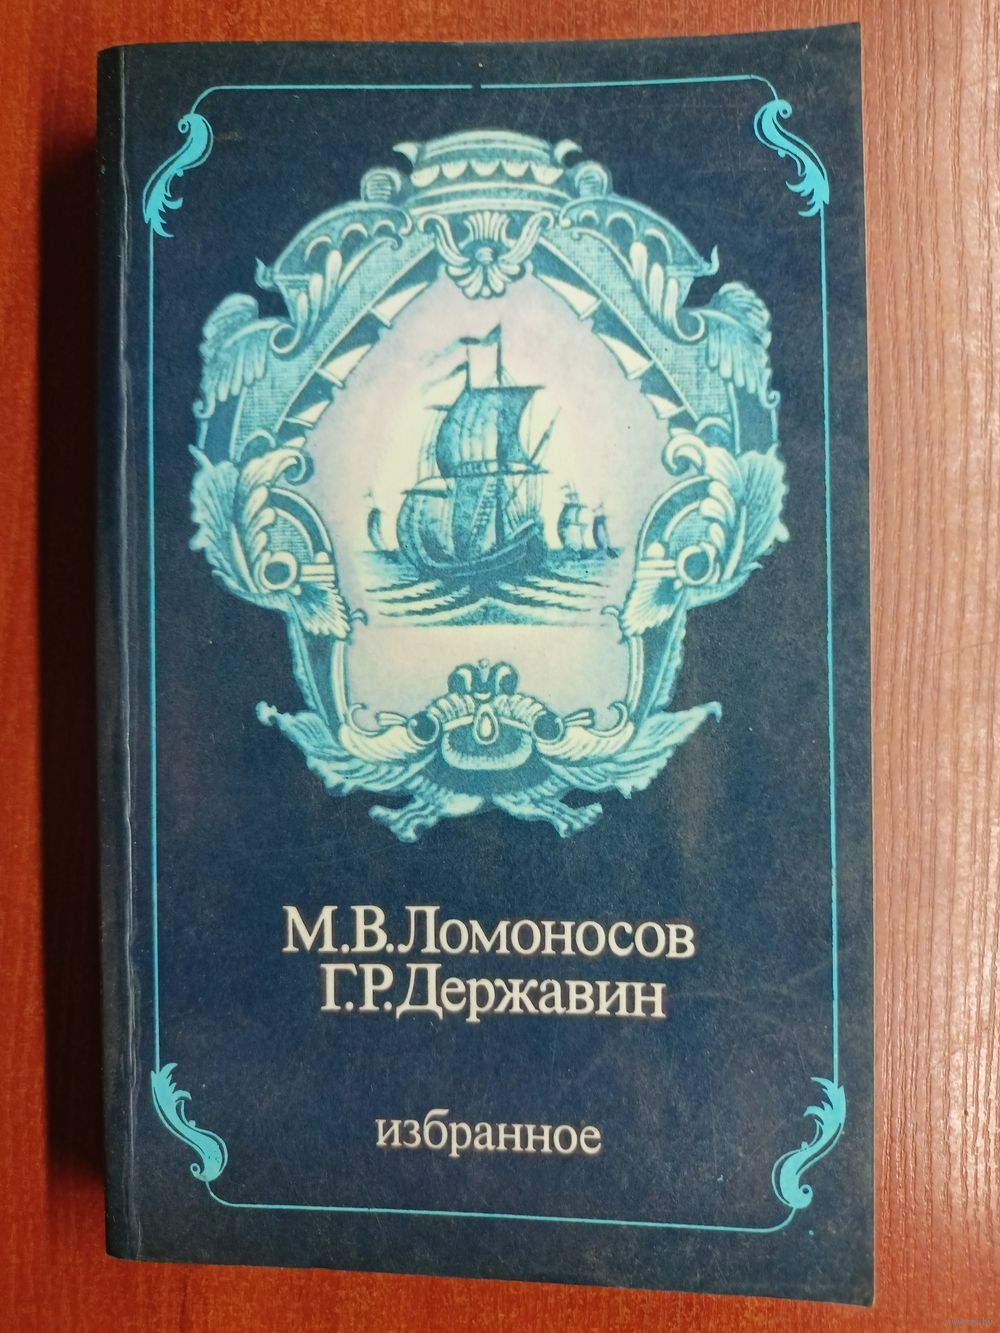 М.В.Ломоносов
Г.Р.Державин
избранное